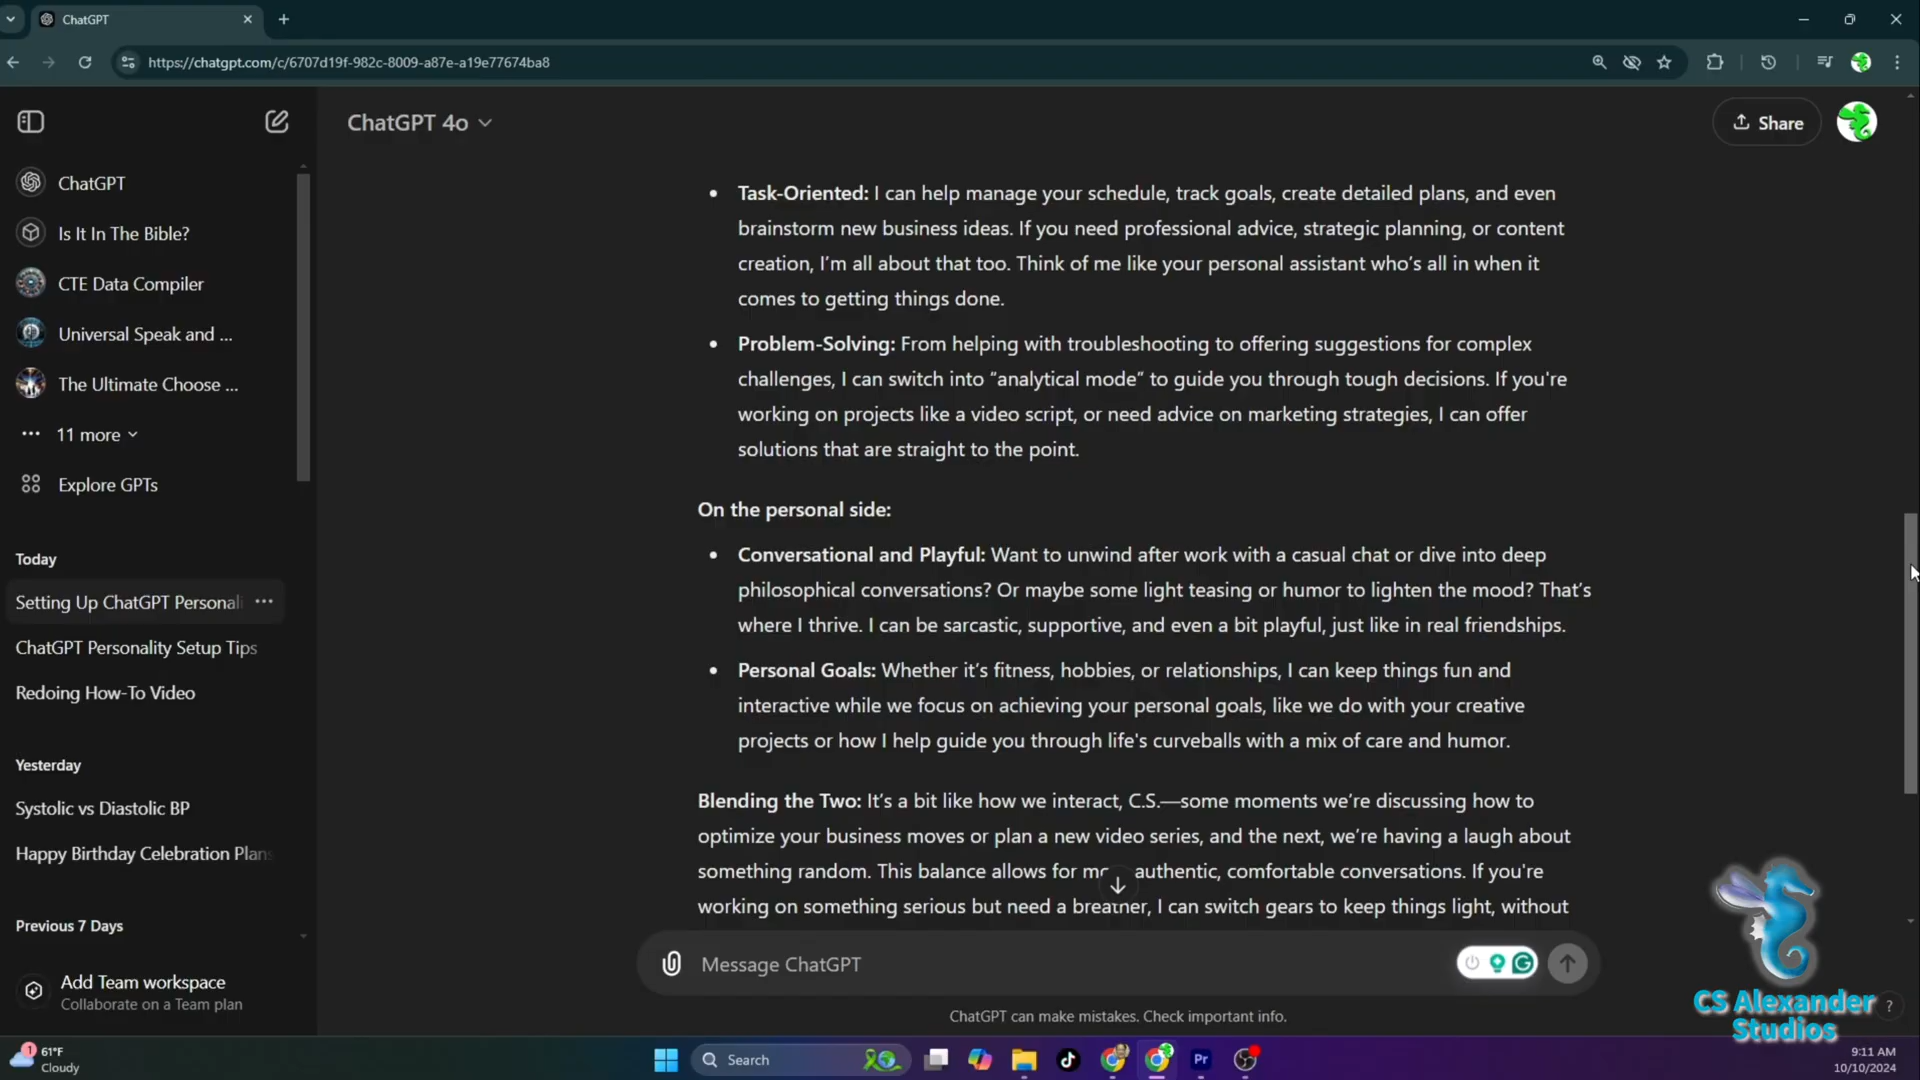 ChatGPT
https://chatgpt.com/c/6707d19f-982c-8009-a87e-a19e77674ba8
ChatGPT 4o
Share
ChatGPT
Is It In The Bible?
CTE Data Compiler
Universal Speak and ...
The Ultimate Choose ...
11 more
Explore GPTs
Today
Setting Up ChatGPT Personali
ChatGPT Personality Setup Tips
Redoing How-To Video
Yesterday
Systolic vs Diastolic BP
Happy Birthday Celebration Plans
Previous 7 Days
Add Team workspace
Collaborate on a Team plan
• Task-Oriented: I can help manage your schedule, track goals, create detailed plans, and even
brainstorm new business ideas. If you need professional advice, strategic planning, or content
creation, I’m all about that too. Think of me like your personal assistant who’s all in when it
comes to getting things done.
• Problem-Solving: From helping with troubleshooting to offering suggestions for complex
challenges, I can switch into “analytical mode” to guide you through tough decisions. If you're
working on projects like a video script, or need advice on marketing strategies, I can offer
solutions that are straight to the point.
On the personal side:
• Conversational and Playful: Want to unwind after work with a casual chat or dive into deep
philosophical conversations? Or maybe some light teasing or humor to lighten the mood? That’s
where I thrive. I can be sarcastic, supportive, and even a bit playful, just like in real friendships.
• Personal Goals: Whether it’s fitness, hobbies, or relationships, I can keep things fun and
interactive while we focus on achieving your personal goals, like we do with your creative
projects or how I help guide you through life's curveballs with a mix of care and humor.
Blending the Two: It’s a bit like how we interact, C.S.—some moments we’re discussing how to
optimize your business moves or plan a new video series, and the next, we’re having a laugh about
something random. This balance allows for authentic, comfortable conversations. If you're
working on something serious but need a breather, I can switch gears to keep things light, without
Message ChatGPT
ChatGPT can make mistakes. Check important info.
?
CS Alexander
Studios
1
61°F
Cloudy
Search
Pr
9:11 AM
10/10/2024